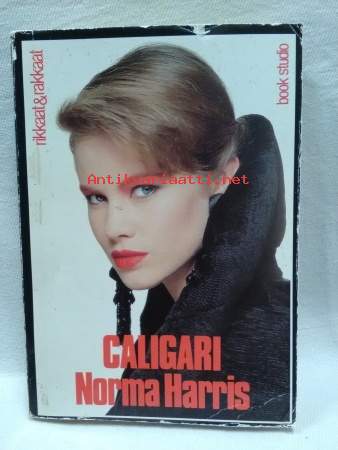 rikkaat&rakkaat
book studio
Antikvariaatti.net
CALIGARI
Norma Harris